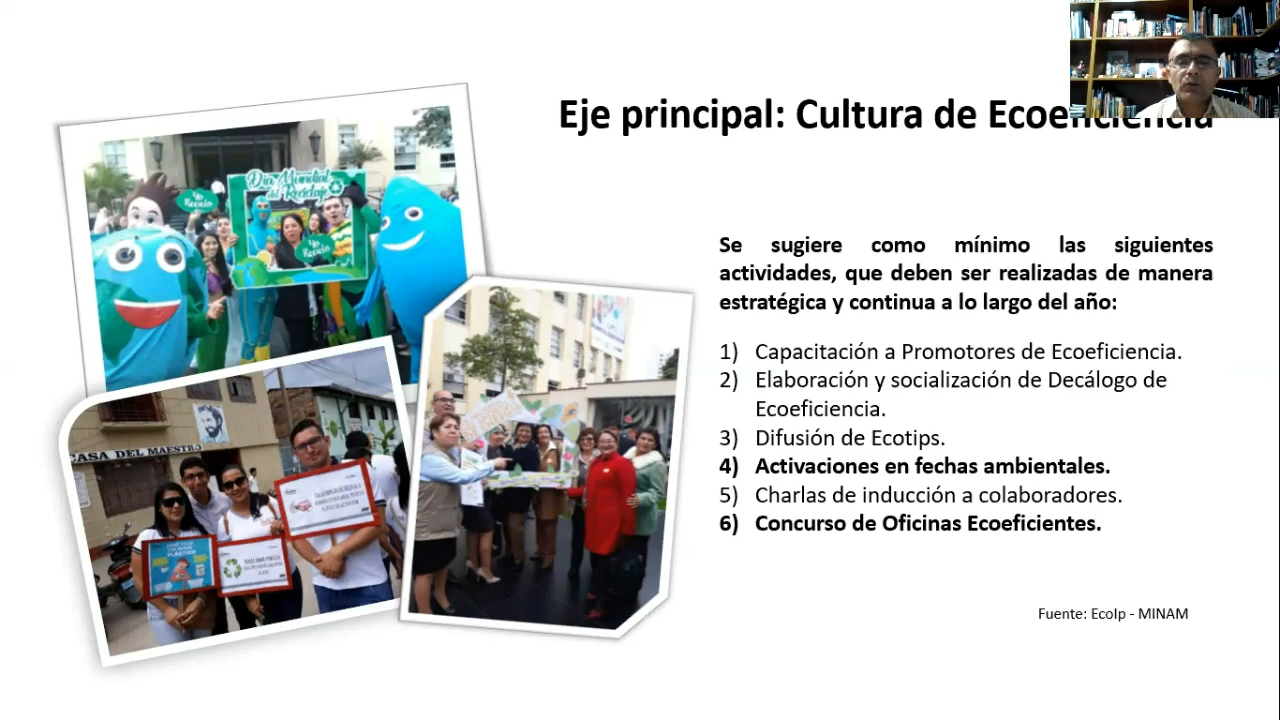 Eje principal: Cultura de Ecoeficiencia
Se sugiere como mínimo las siguientes
actividades, que deben ser realizadas de manera
estratégica y continua a lo largo del año:
1) Capacitación a Promotores de Ecoeficiencia.
2) Elaboración y socialización de Decálogo de
Ecoeficiencia.
3) Difusión de Ecotips.
4) Activaciones en fechas ambientales.
5) Charlas de inducción a colaboradores.
6) Concurso de Oficinas Ecoeficientes.
Fuente: EcoIp - MINAM
Día Mundial
del Reciclaje
Yo
Reciclo
Yo
Reciclo
CASA DEL MAESTRO
PLÁSTICO